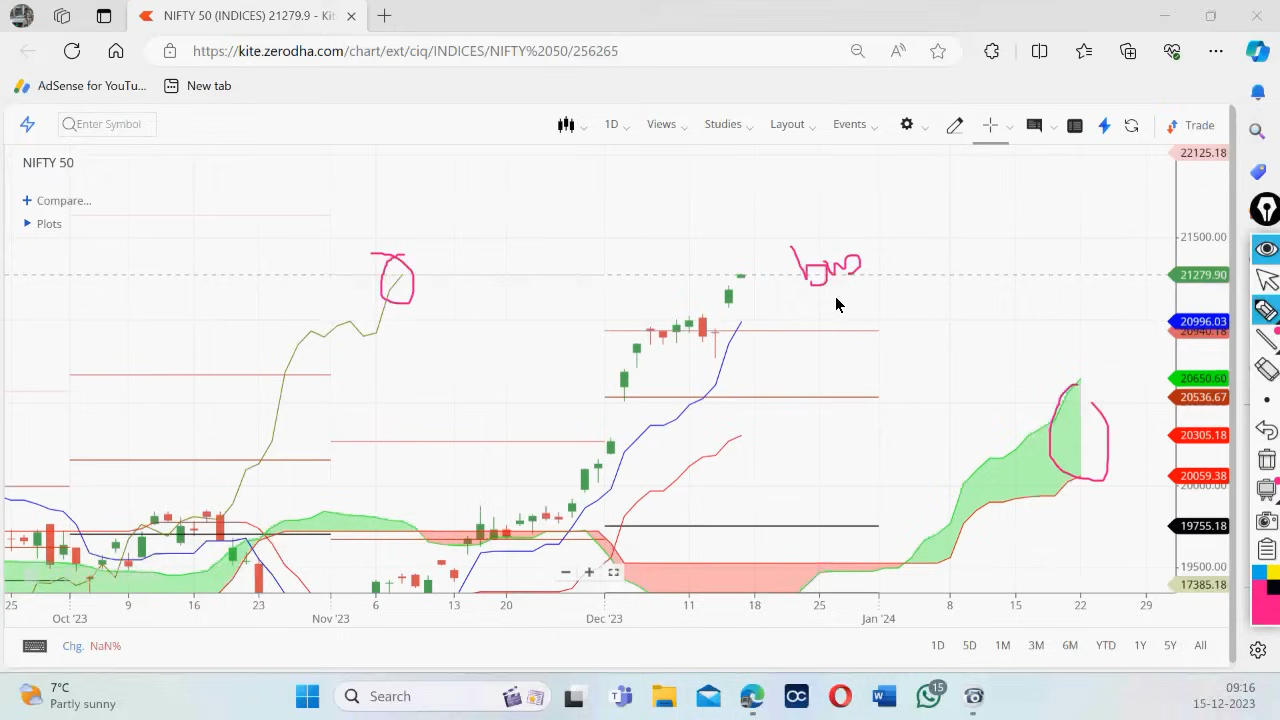 NIFTY 50 (INDICES) 21279.9 - Kit
https://kite.zerodha.com/chart/ext/ciq/INDICES/NIFTY%2050/256265
AdSense for YouTu... New tab
Enter Symbol 1D Views Studies Layout Events Trade
NIFTY 50
+ Compare...
Plots
22125.18
21500.00
21279.90
20996.03
20940.18
20650.60
20536.67
20305.18
20059.38
20000.00
19755.18
19500.00
17385.18
25 9 16 23 6 13 20 11 18 25 8 15 22 29
Oct '23 Nov '23 Dec '23 Jan '24
Chg. NaN% 1D 5D 1M 3M 6M YTD 1Y 5Y All
7°C
Partly sunny
Search
15
09:16
15-12-2023